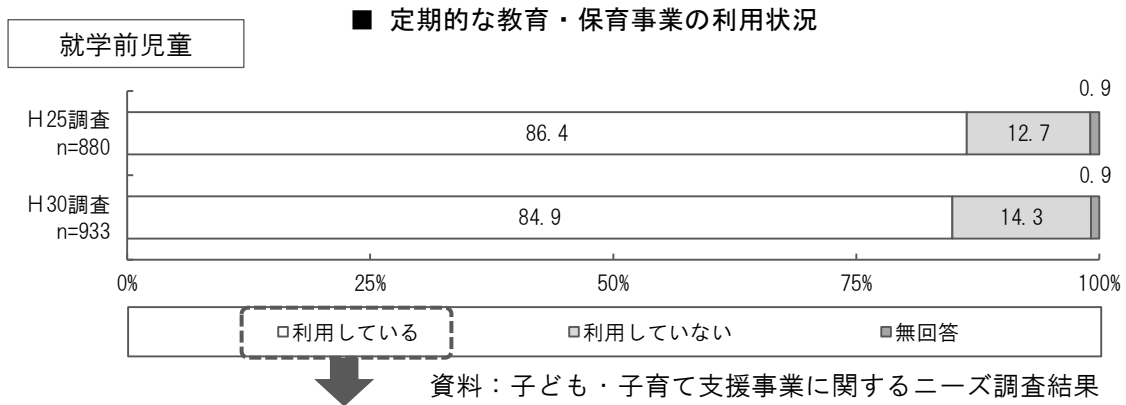 ■ 定期的な教育・保育事業の利用状況
就学前児童
0.9
H25調査
n=880
86.4
12.7
0.9
H30調査
n=933
84.9
14.3
0%
25%
50%
75%
100%
□利用している
□利用していない
■無回答
資料：子ども・子育て支援事業に関するニーズ調査結果